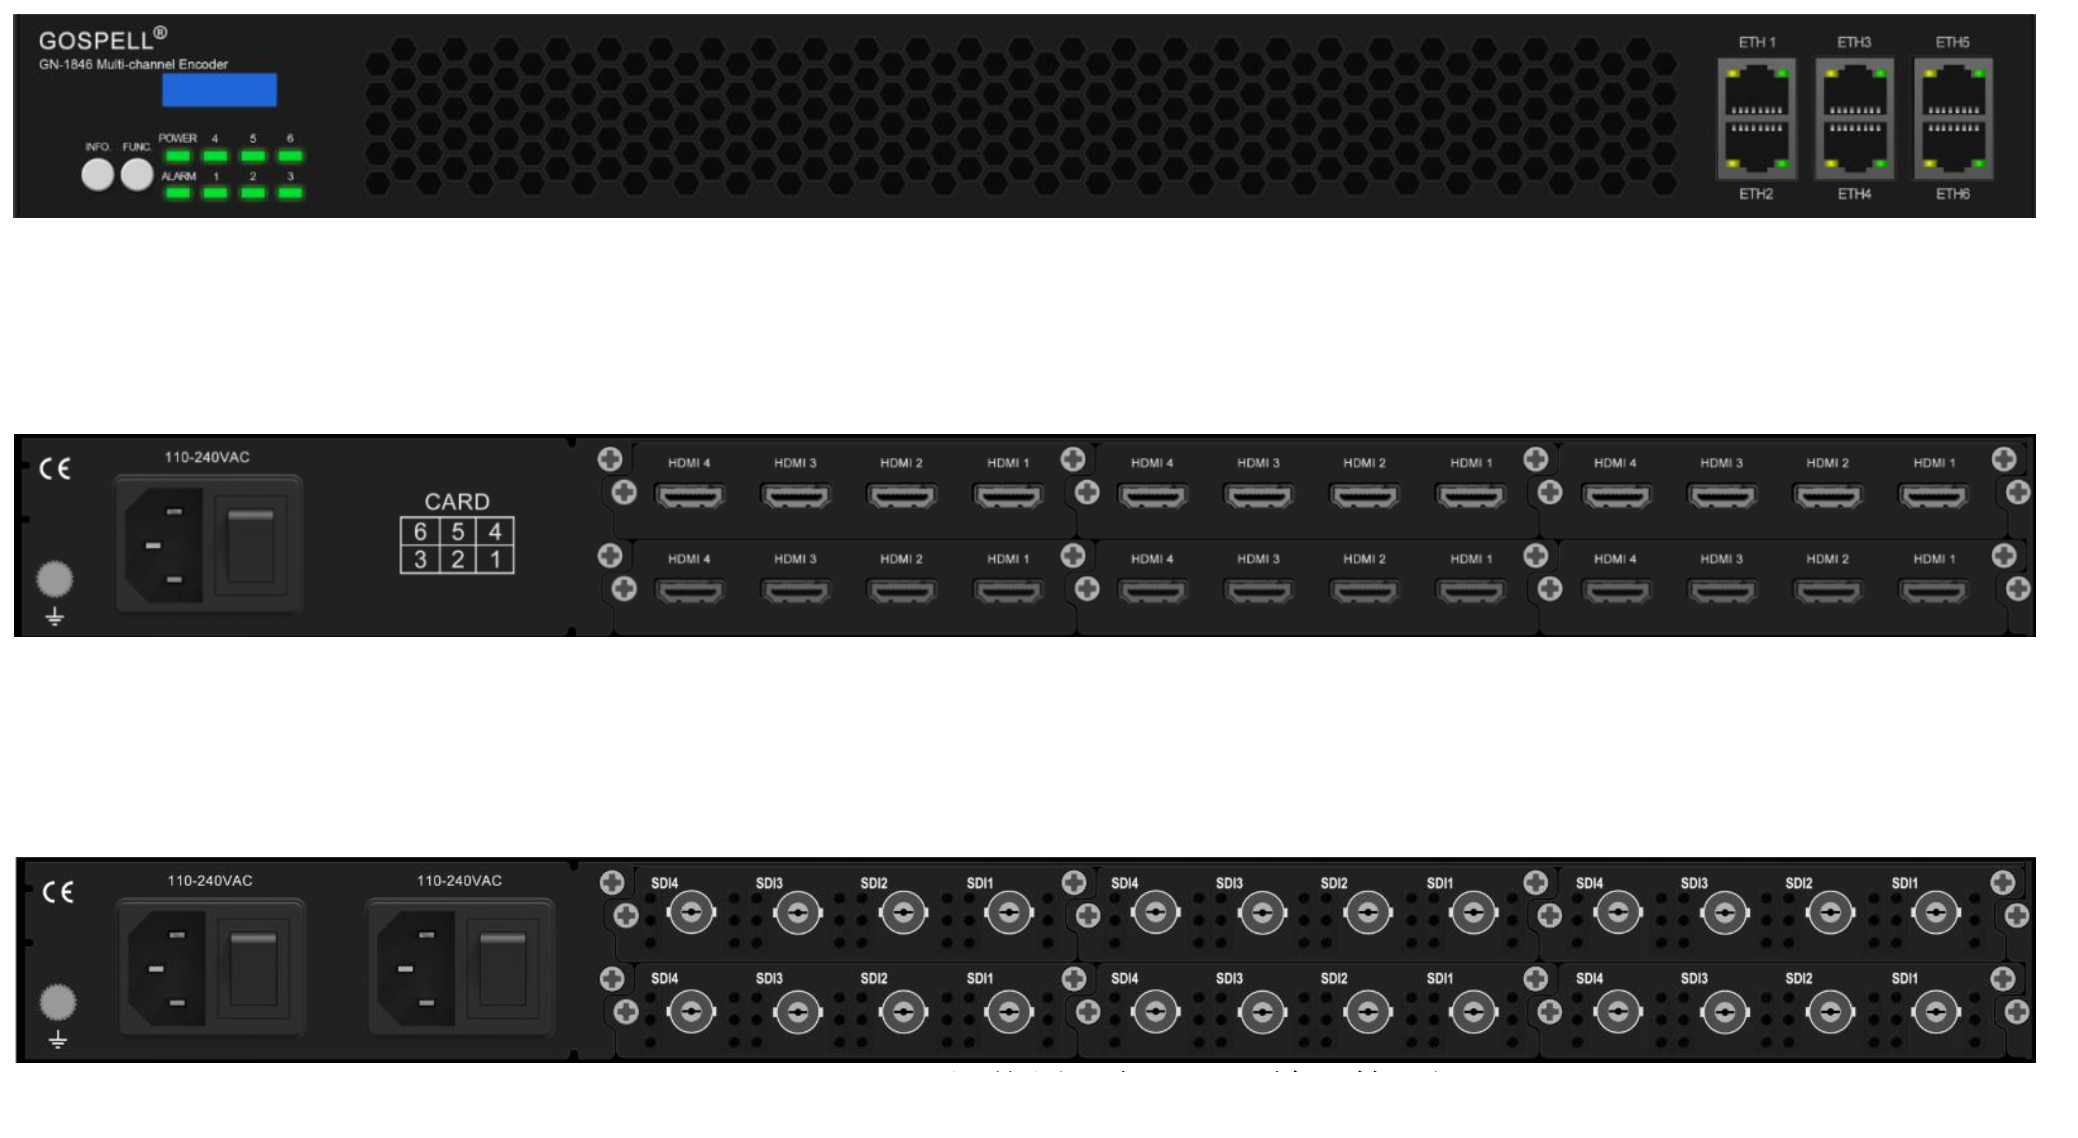 GOSPELL®
GN-1846 Multi-channel Encoder
INFO. FUNC. POWER 4 5 6
ALARM 1 2 3
ETH 1 ETH3 ETH5
ETH2 ETH4 ETH6
CE
110-240VAC
CARD
6 5 4
3 2 1
HDMI 4 HDMI 3 HDMI 2 HDMI 1 HDMI 4 HDMI 3 HDMI 2 HDMI 1 HDMI 4 HDMI 3 HDMI 2 HDMI 1
HDMI 4 HDMI 3 HDMI 2 HDMI 1 HDMI 4 HDMI 3 HDMI 2 HDMI 1 HDMI 4 HDMI 3 HDMI 2 HDMI 1
CE
110-240VAC 110-240VAC
SDI4 SDI3 SDI2 SDI1 SDI4 SDI3 SDI2 SDI1 SDI4 SDI3 SDI2 SDI1
SDI4 SDI3 SDI2 SDI1 SDI4 SDI3 SDI2 SDI1 SDI4 SDI3 SDI2 SDI1